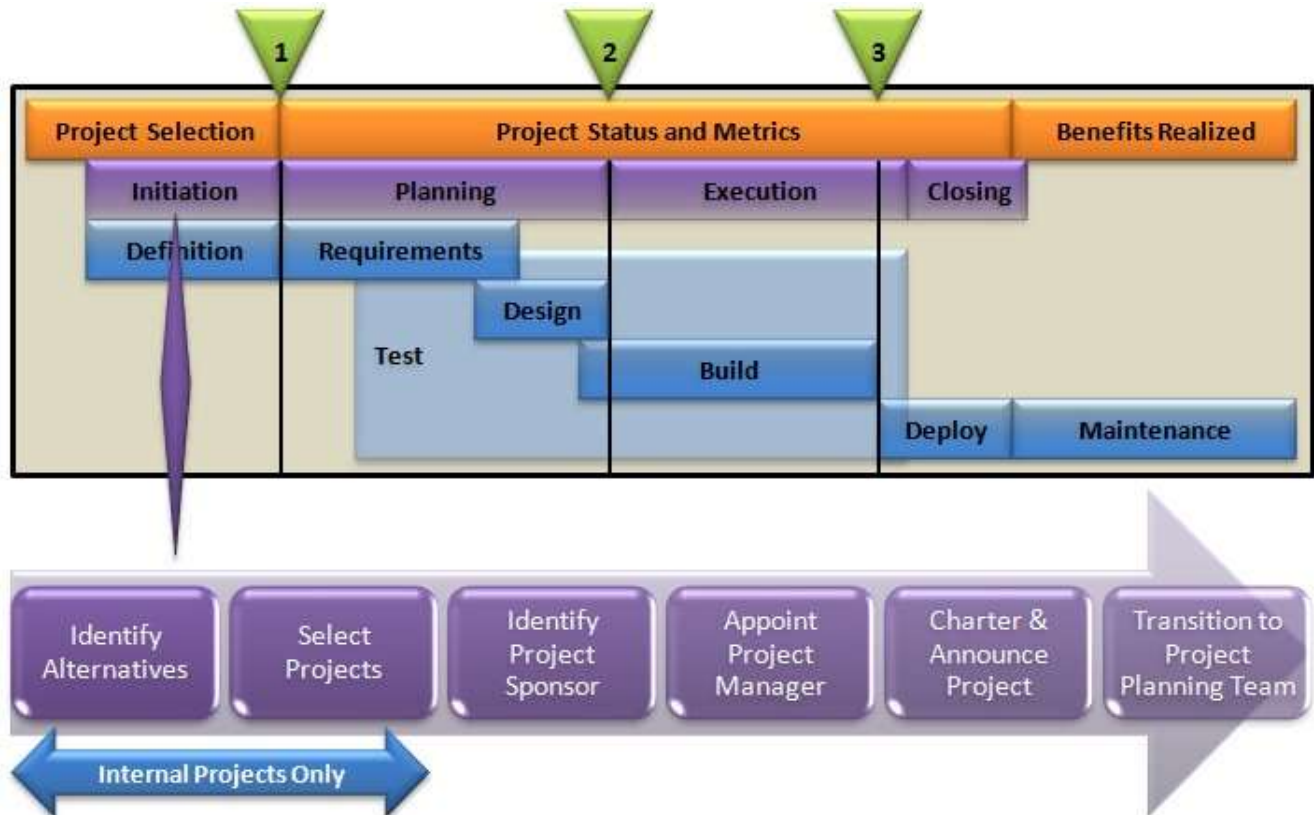 1
2
3
Project Selection
Project Status and Metrics
Benefits Realized
Initiation
Planning
Execution
Closing
Definition
Requirements
Design
Test
Build
Deploy
Maintenance
Identify
Alternatives
Select
Projects
Identify
Project
Sponsor
Appoint
Project
Manager
Charter &
Announce
Project
Transition to
Project
Planning Team
Internal Projects Only